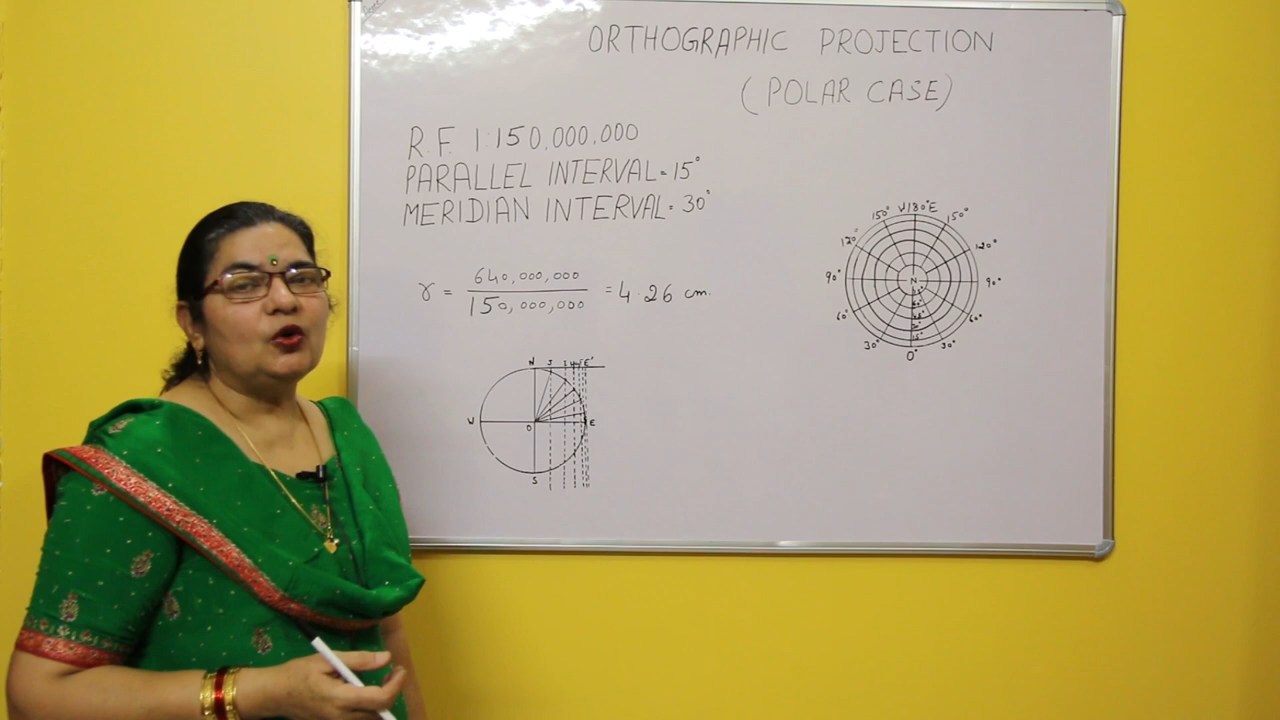 ORTHOGRAPHIC PROJECTION
(POLAR CASE)
R.F. 1:150,000,000
PARALLEL INTERVAL = 15°
MERIDIAN INTERVAL = 30°
r = 640,000,000 / 150,000,000 = 4.26 cm.
150° W180°E 150°
120° 120°
90° N 90°
60° 60°
30° 30°
0°
N J I H F E'
W O E
S